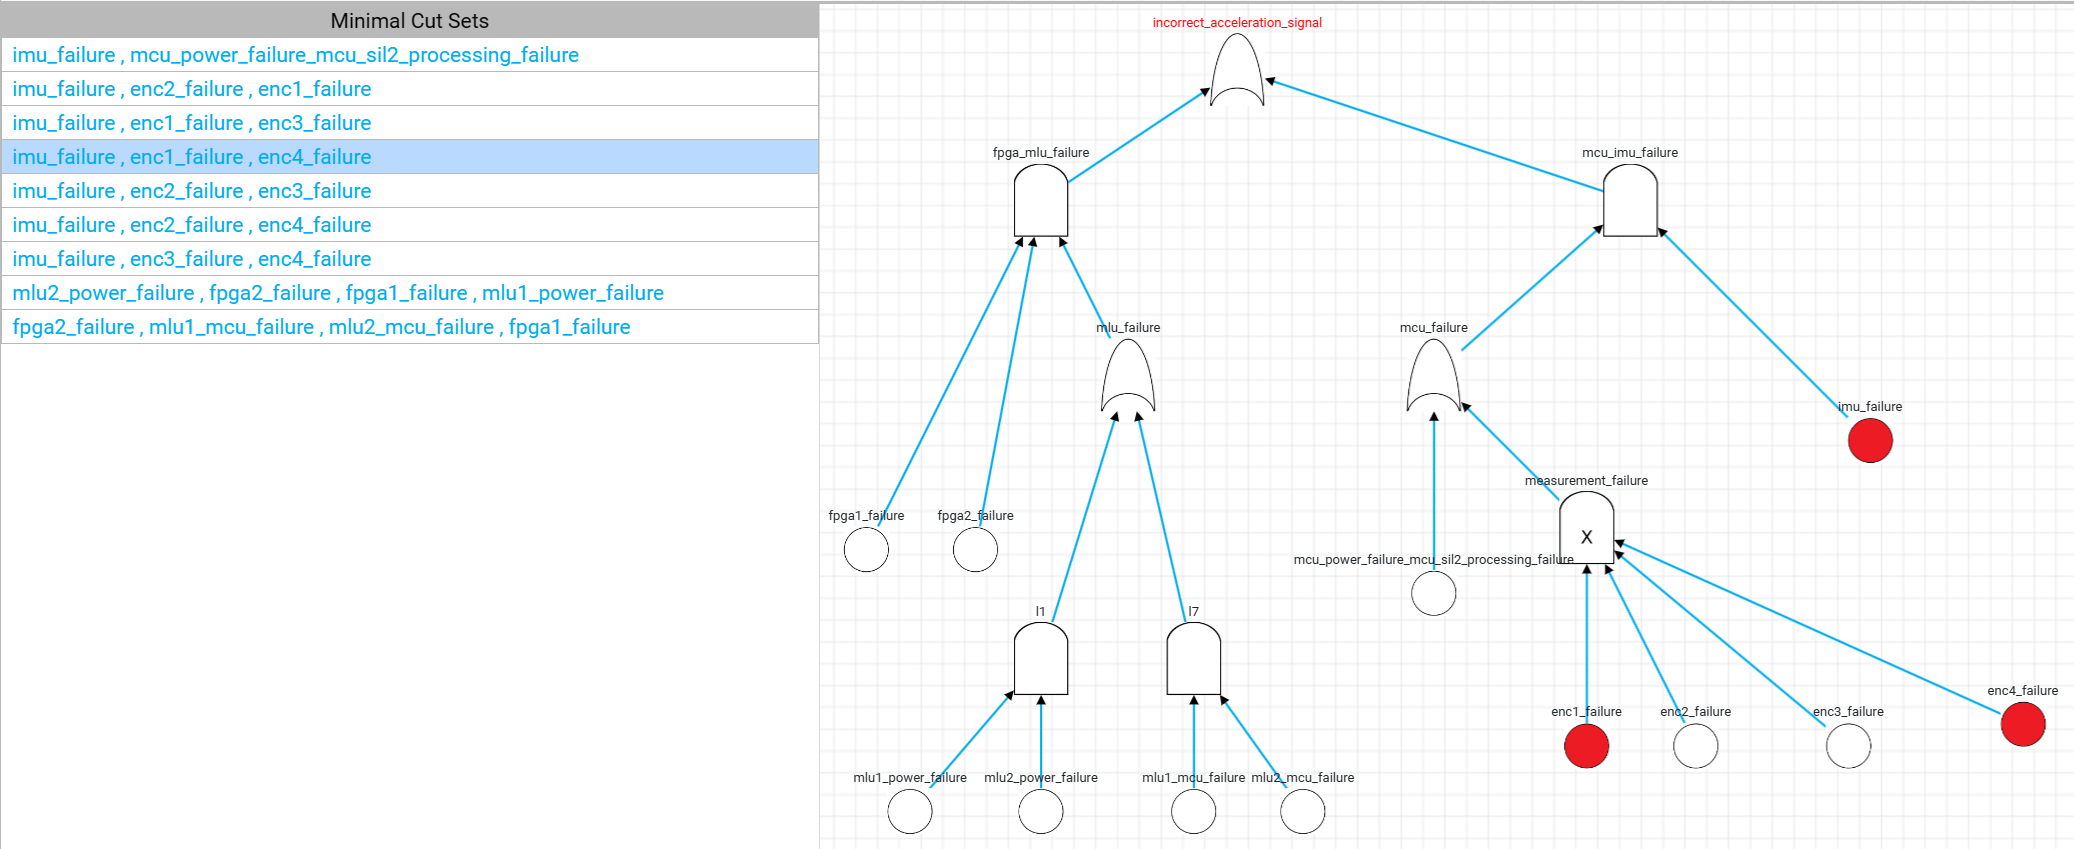 Minimal Cut Sets
imu_failure , mcu_power_failure_mcu_sil2_processing_failure
imu_failure , enc2_failure , enc1_failure
imu_failure , enc1_failure , enc3_failure
imu_failure , enc1_failure , enc4_failure
imu_failure , enc2_failure , enc3_failure
imu_failure , enc2_failure , enc4_failure
imu_failure , enc3_failure , enc4_failure
mlu2_power_failure , fpga2_failure , fpga1_failure , mlu1_power_failure
fpga2_failure , mlu1_mcu_failure , mlu2_mcu_failure , fpga1_failure
incorrect_acceleration_signal
fpga_mlu_failure
mcu_imu_failure
mlu_failure
mcu_failure
imu_failure
measurement_failure
fpga1_failure
fpga2_failure
X
mcu_power_failure_mcu_sil2_processing_failure
l1
l7
enc4_failure
enc1_failure
enc2_failure
enc3_failure
mlu1_power_failure
mlu2_power_failure
mlu1_mcu_failure
mlu2_mcu_failure